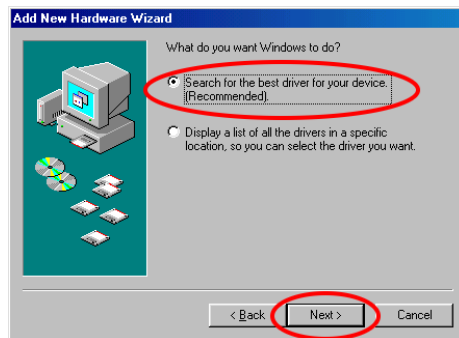 Add New Hardware Wizard
What do you want Windows to do?
Search for the best driver for your device.
(Recommended).
Display a list of all the drivers in a specific
location, so you can select the driver you want.
< Back
Next >
Cancel